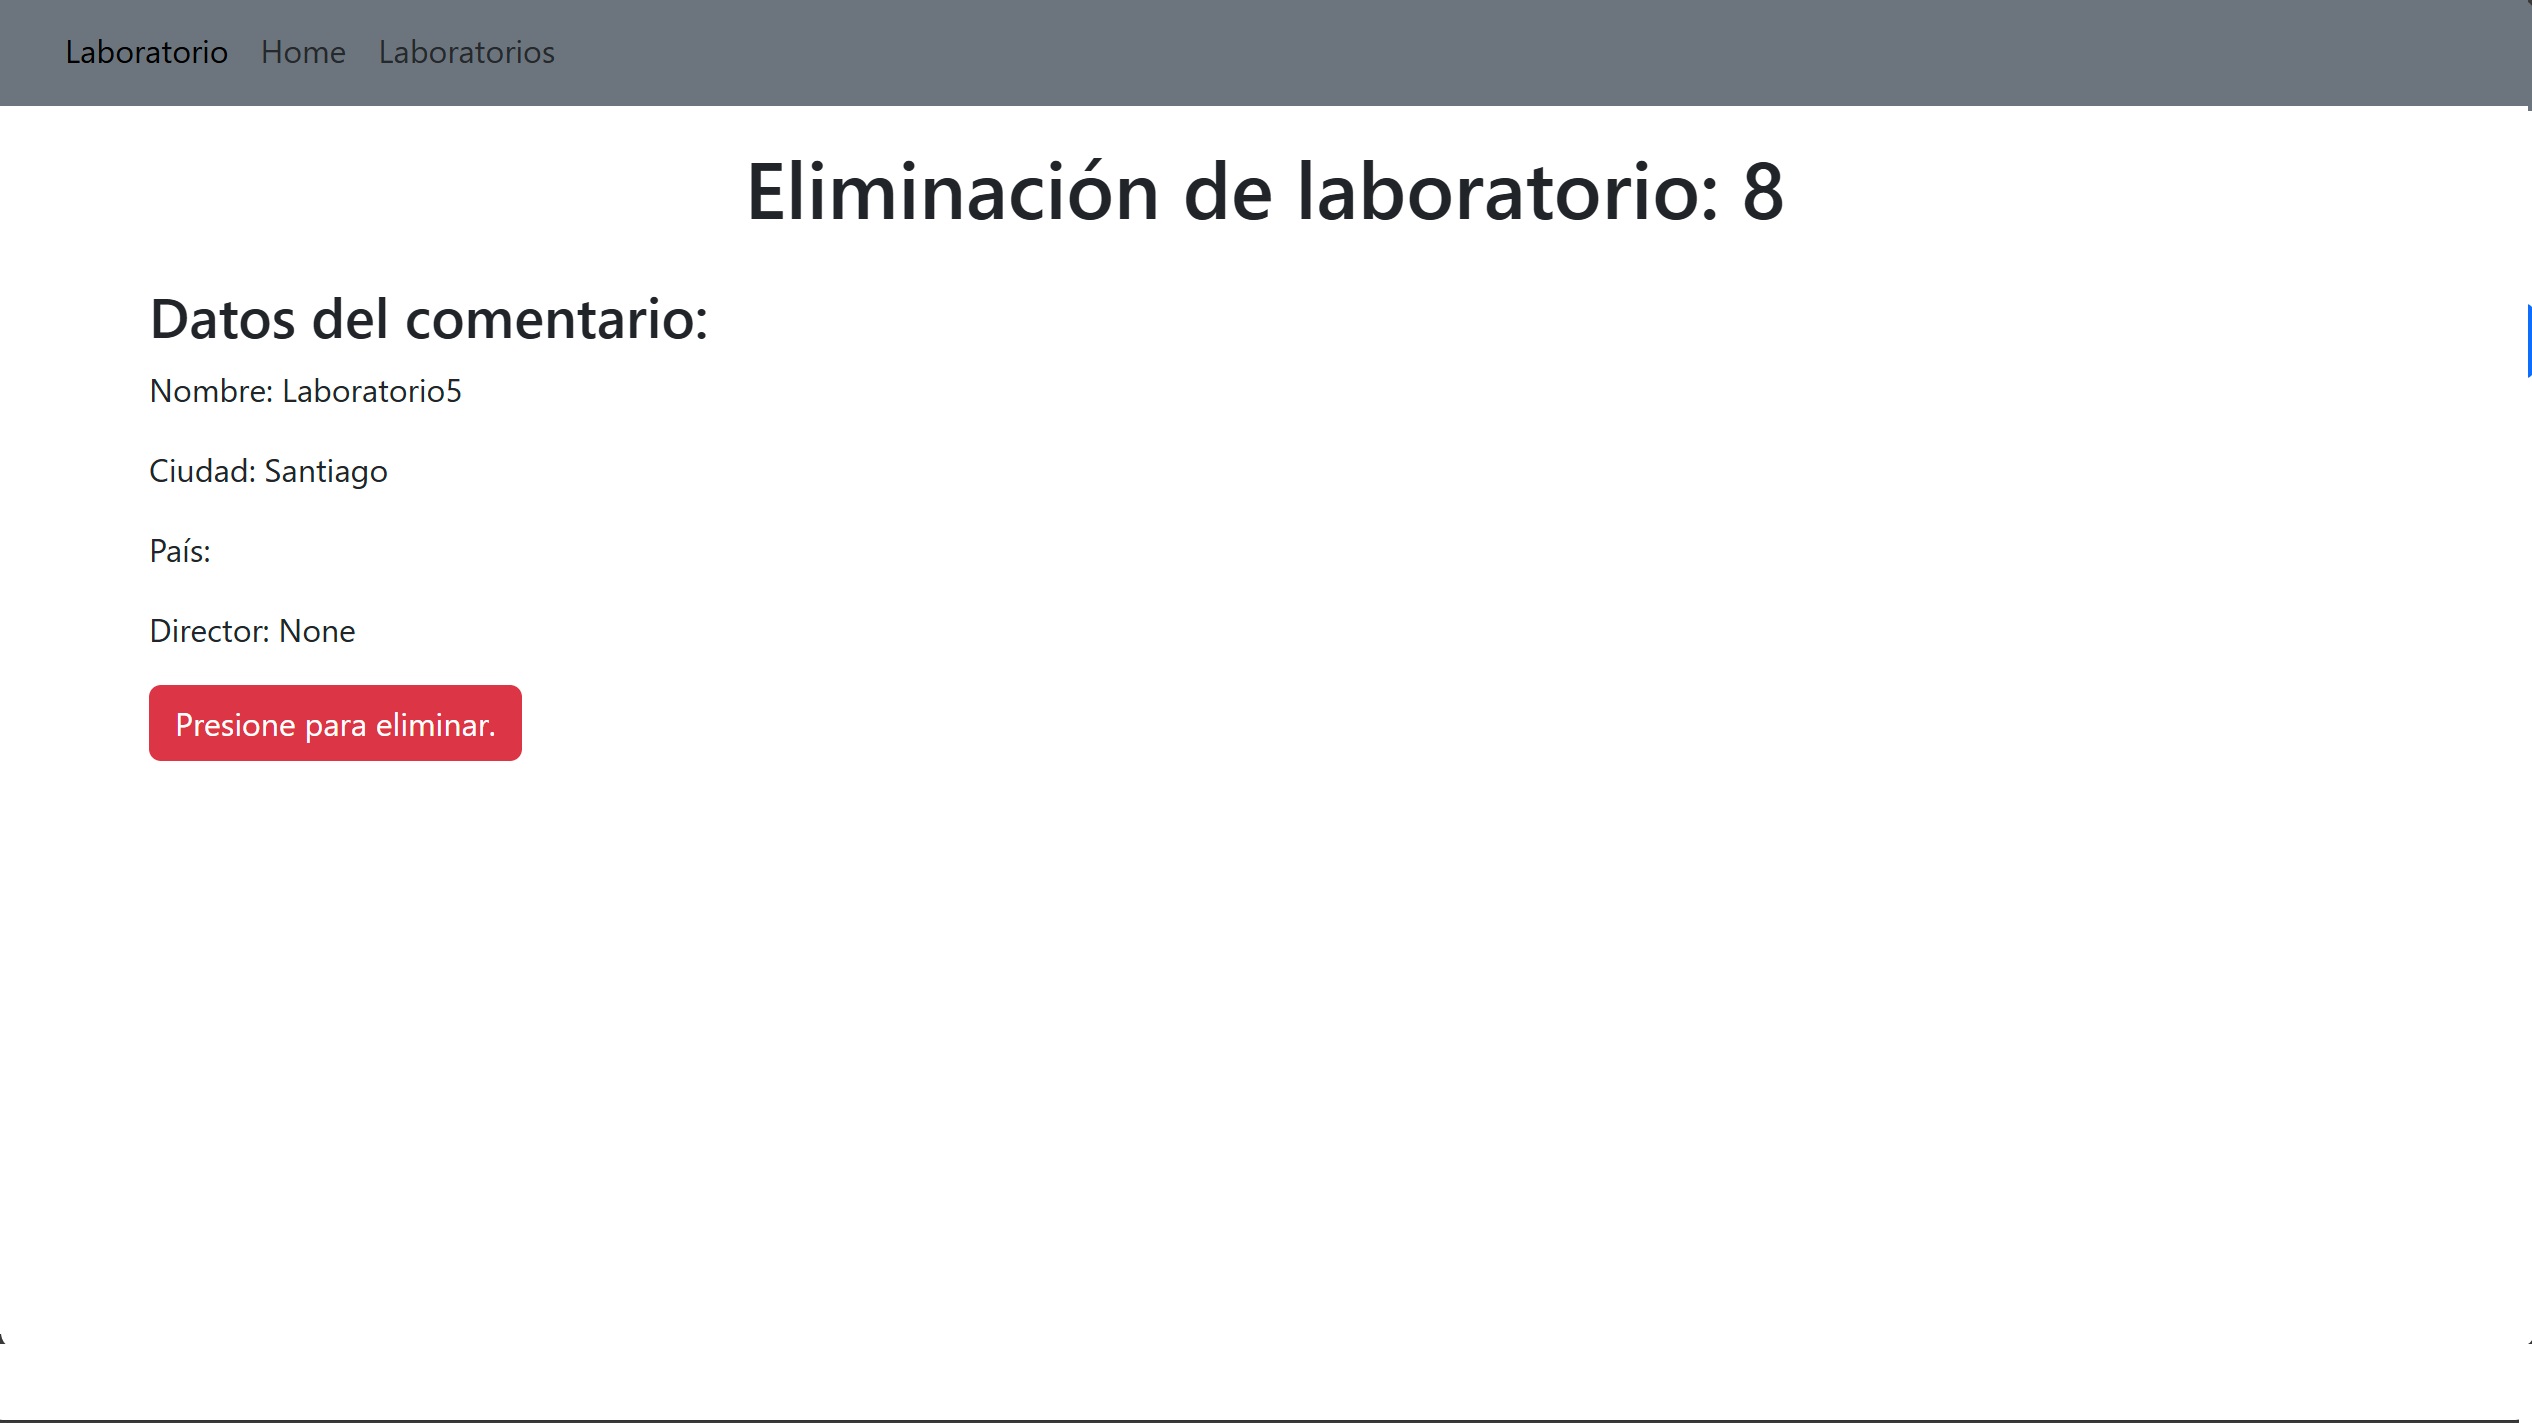 Laboratorio Home Laboratorios
Eliminación de laboratorio: 8
Datos del comentario:
Nombre: Laboratorio5
Ciudad: Santiago
País:
Director: None
Presione para eliminar.